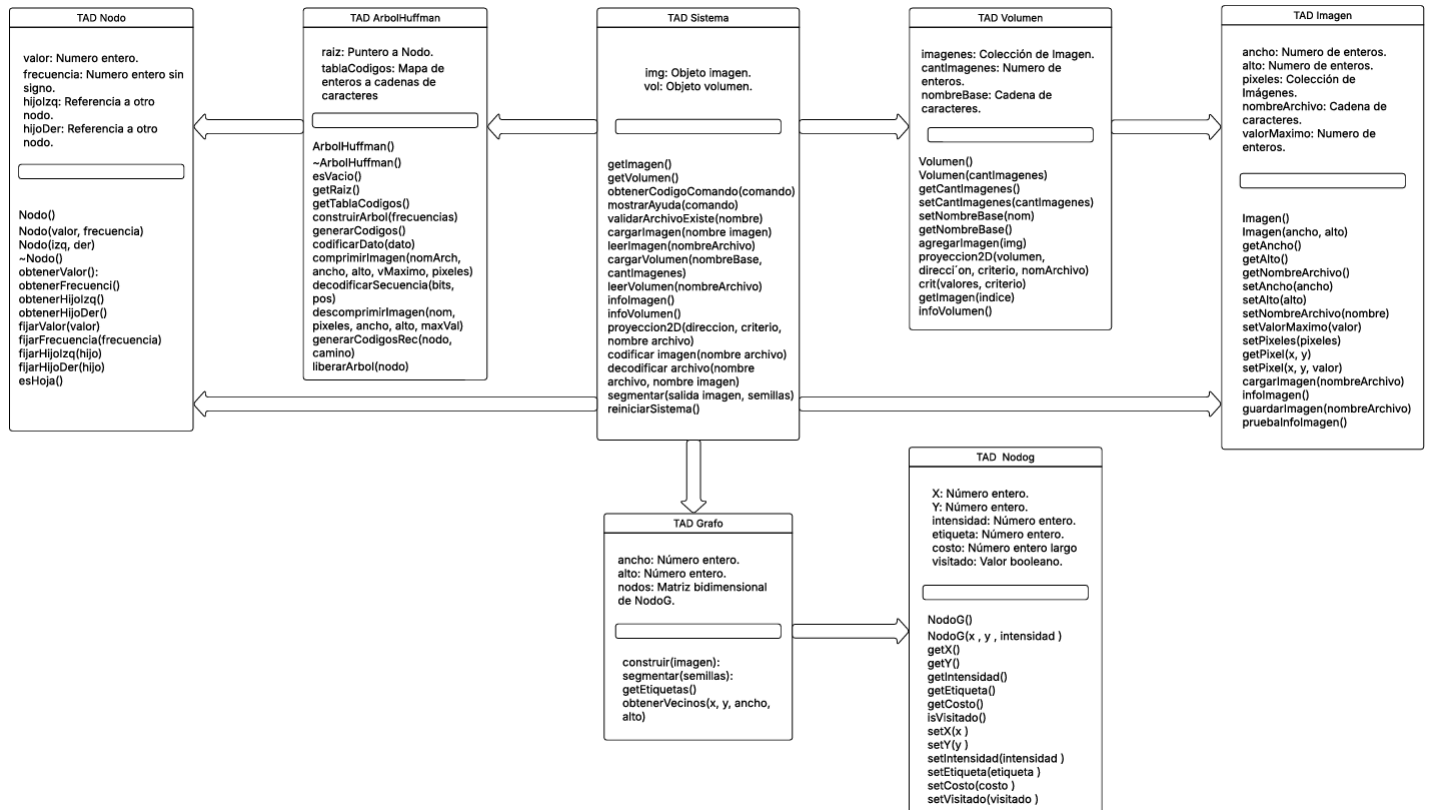 TAD Nodo
valor: Numero entero.
frecuencia: Numero entero sin
signo.
hijoIzq: Referencia a otro
nodo.
hijoDer: Referencia a otro
nodo.
Nodo()
Nodo(valor, frecuencia)
Nodo(izq, der)
~Nodo()
obtenerValor():
obtenerFrecuenci()
obtenerHijoIzq()
obtenerHijoDer()
fijarValor(valor)
fijarFrecuencia(frecuencia)
fijarHijoIzq(hijo)
fijarHijoDer(hijo)
esHoja()
TAD ArbolHuffman
raiz: Puntero a Nodo.
tablaCodigos: Mapa de
enteros a cadenas de
caracteres
ArbolHuffman()
~ArbolHuffman()
esVacio()
getRaiz()
getTablaCodigos()
construirArbol(frecuencias)
generarCodigos()
codificarDato(dato)
comprimirImagen(nomArch,
ancho, alto, vMaximo, pixeles)
decodificarSecuencia(bits,
pos)
descomprimirImagen(nom,
pixeles, ancho, alto, maxVal)
generarCodigosRec(nodo,
camino)
liberarArbol(nodo)
TAD Sistema
img: Objeto imagen.
vol: Objeto volumen.
getImagen()
getVolumen()
obtenerCodigoComando(comando)
mostrarAyuda(comando)
validarArchivoExiste(nombre)
cargarImagen(nombre imagen)
leerImagen(nombreArchivo)
cargarVolumen(nombreBase,
cantImagenes)
leerVolumen(nombreArchivo)
infoImagen()
infoVolumen()
proyeccion2D(direccion, criterio,
nombre archivo)
codificar imagen(nombre archivo)
decodificar archivo(nombre
archivo, nombre imagen)
segmentar(salida imagen, semillas)
reiniciarSistema()
TAD Volumen
imagenes: Colección de Imagen.
cantImagenes: Numero de
enteros.
nombreBase: Cadena de
caracteres.
Volumen()
Volumen(cantImagenes)
getCantImagenes()
setCantImagenes(cantImagenes)
setNombreBase(nom)
getNombreBase()
agregarImagen(img)
proyeccion2D(volumen,
direcci´on, criterio, nomArchivo)
crit(valores, criterio)
getImagen(indice)
infoVolumen()
TAD Imagen
ancho: Numero de enteros.
alto: Numero de enteros.
pixeles: Colección de
Imágenes.
nombreArchivo: Cadena de
caracteres.
valorMaximo: Numero de
enteros.
Imagen()
Imagen(ancho, alto)
getAncho()
getAlto()
getNombreArchivo()
setAncho(ancho)
setAlto(alto)
setNombreArchivo(nombre)
setValorMaximo(valor)
setPixeles(pixeles)
getPixel(x, y)
setPixel(x, y, valor)
cargarImagen(nombreArchivo)
infoImagen()
guardarImagen(nombreArchivo)
pruebaInfoImagen()
TAD Grafo
ancho: Número entero.
alto: Número entero.
nodos: Matriz bidimensional
de NodoG.
construir(imagen):
segmentar(semillas):
getEtiquetas()
obtenerVecinos(x, y, ancho,
alto)
TAD Nodog
X: Número entero.
Y: Número entero.
intensidad: Número entero.
etiqueta: Número entero.
costo: Número entero largo
visitado: Valor booleano.
NodoG()
NodoG(x , y , intensidad )
getX()
getY()
getIntensidad()
getEtiqueta()
getCosto()
isVisitado()
setX(x )
setY(y )
setIntensidad(intensidad )
setEtiqueta(etiqueta )
setCosto(costo )
setVisitado(visitado )